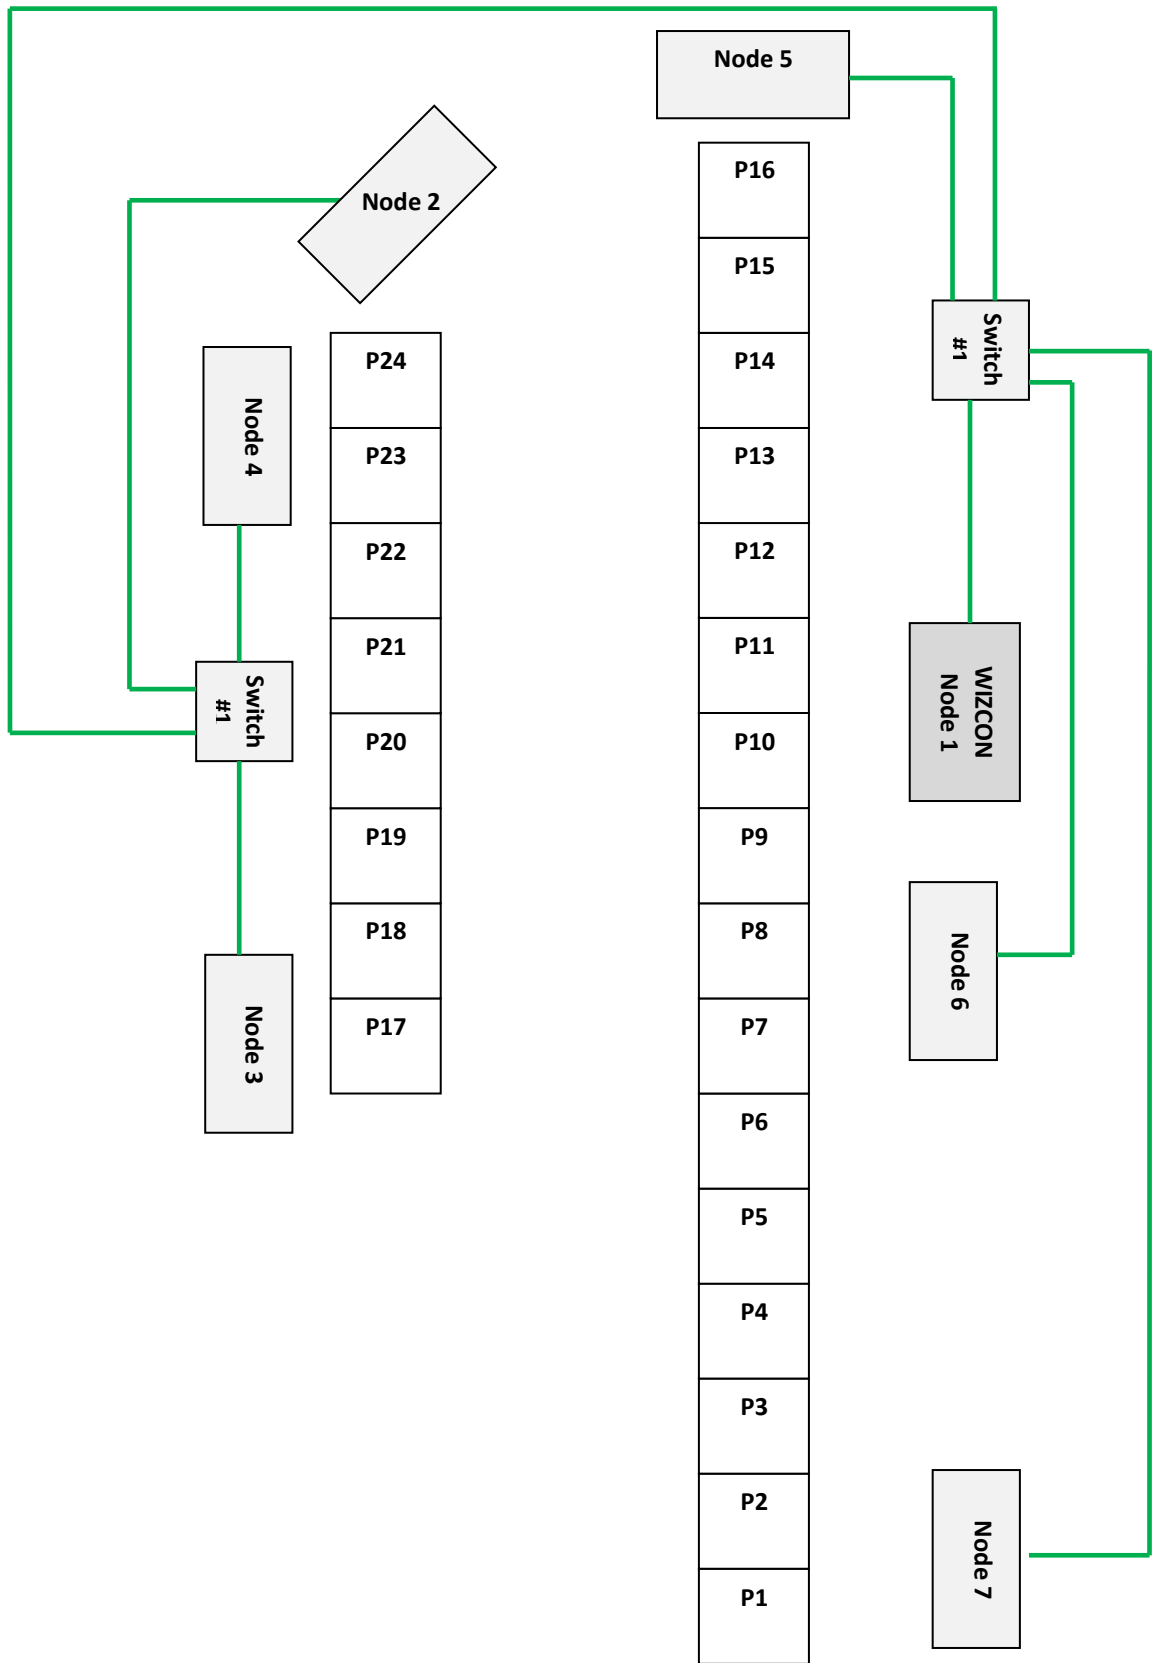 Node 5
P16
Node 2
P15
Switch
#1
P24
P14
Node 4
P23
P13
P22
P12
P21
P11
Switch
#1
WIZCON
Node 1
P20
P10
P19
P9
P18
P8
Node 6
Node 3
P17
P7
P6
P5
P4
P3
P2
Node 7
P1